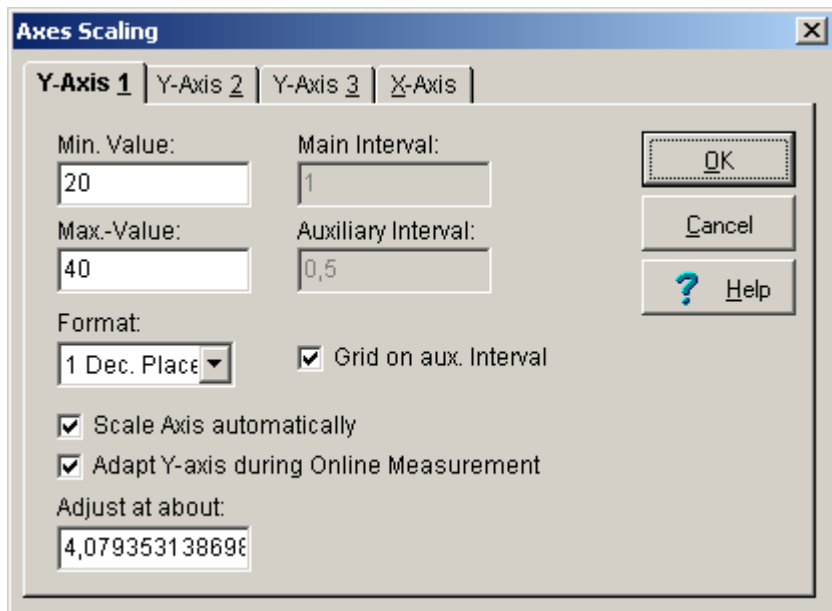 Axes Scaling
Y-Axis 1 Y-Axis 2 Y-Axis 3 X-Axis
Min. Value: Main Interval:
20 1 OK
Max.-Value: Auxiliary Interval: Cancel
40 0,5 ? Help
Format:
1 Dec. Place Grid on aux. Interval
Scale Axis automatically
Adapt Y-axis during Online Measurement
Adjust at about:
4,079353138698